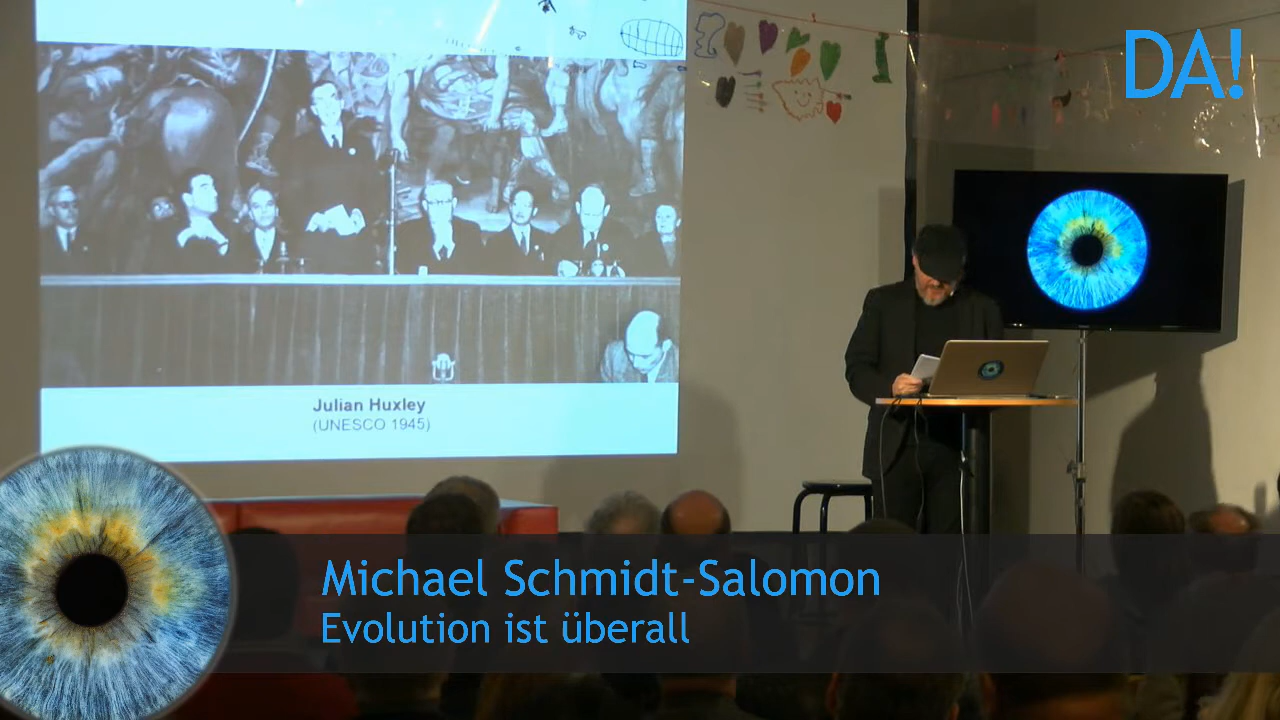 DA!
Julian Huxley
(UNESCO 1945)
Michael Schmidt-Salomon
Evolution ist überall